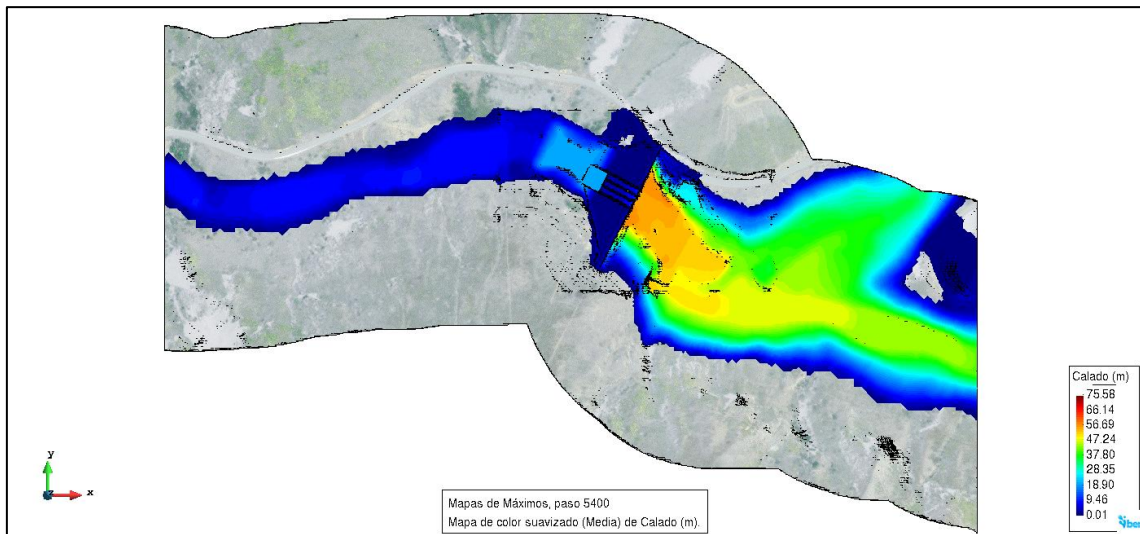 y
x
Mapas de Máximos, paso 5400
Mapa de color suavizado (Media) de Calado (m).
Calado (m)
75.58
66.14
56.69
47.24
37.80
28.35
18.90
9.46
0.01
iber